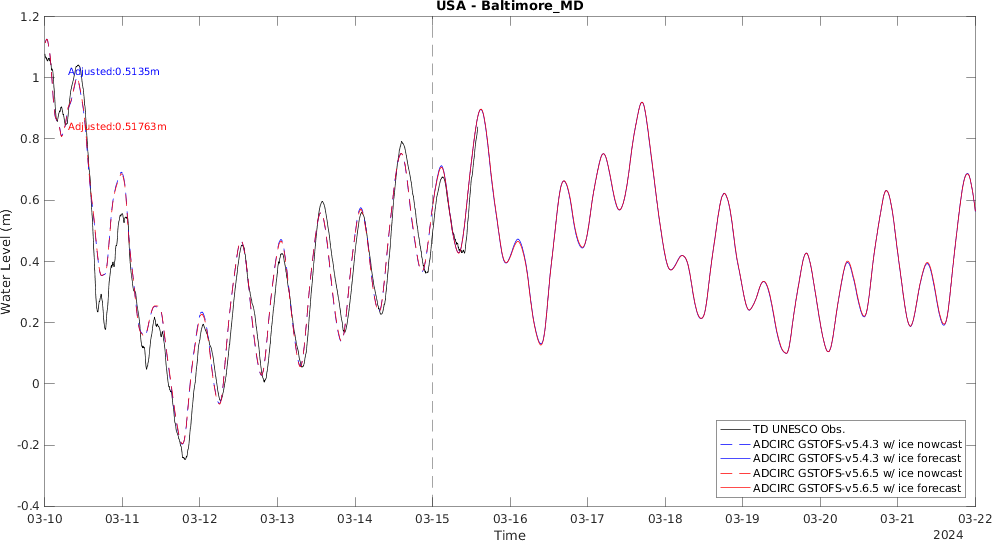 USA - Baltimore_MD
1.2
1
0.8
0.6
0.4
0.2
0
-0.2
-0.4
Water Level (m)
Adjusted:0.5135m
Adjusted:0.51763m
TD UNESCO Obs.
ADCIRC GSTOFS-v5.4.3 w/ ice nowcast
ADCIRC GSTOFS-v5.4.3 w/ ice forecast
ADCIRC GSTOFS-v5.6.5 w/ ice nowcast
ADCIRC GSTOFS-v5.6.5 w/ ice forecast
03-10 03-11 03-12 03-13 03-14 03-15 03-16 03-17 03-18 03-19 03-20 03-21 03-22
Time
2024